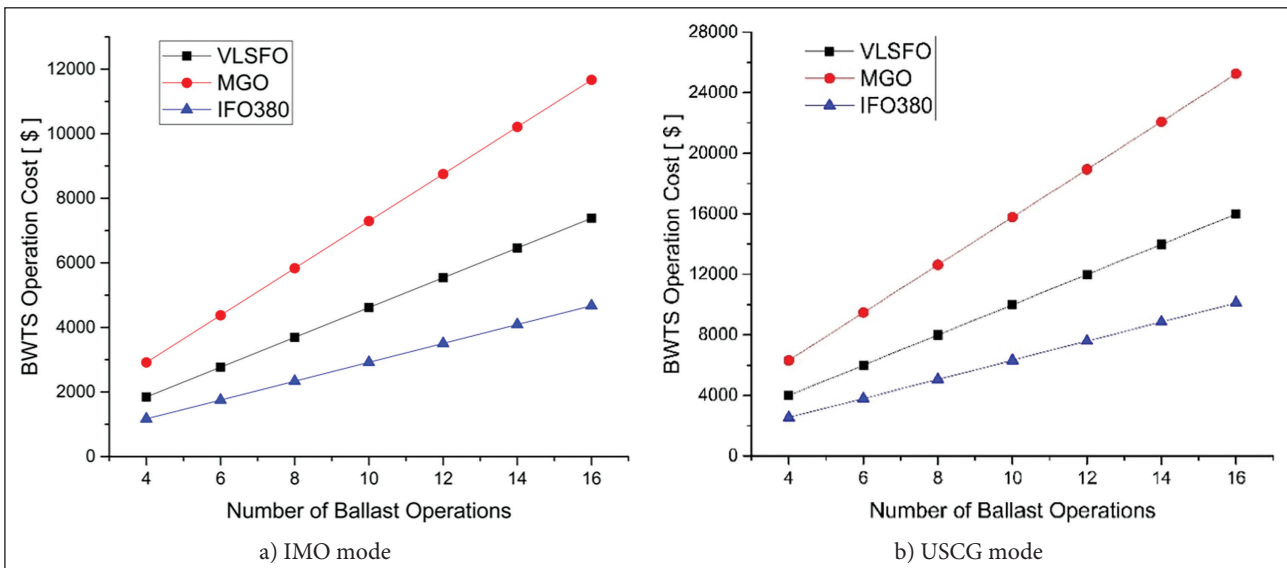 VLSFO
MGO
IFO380
12000
10000
8000
6000
4000
2000
0
BWTS Operation Cost [ $ ]
4 6 8 10 12 14 16
Number of Ballast Operations
a) IMO mode
VLSFO
MGO
IFO380
28000
24000
20000
16000
12000
8000
4000
0
BWTS Operation Cost [ $ ]
4 6 8 10 12 14 16
Number of Ballast Operations
b) USCG mode